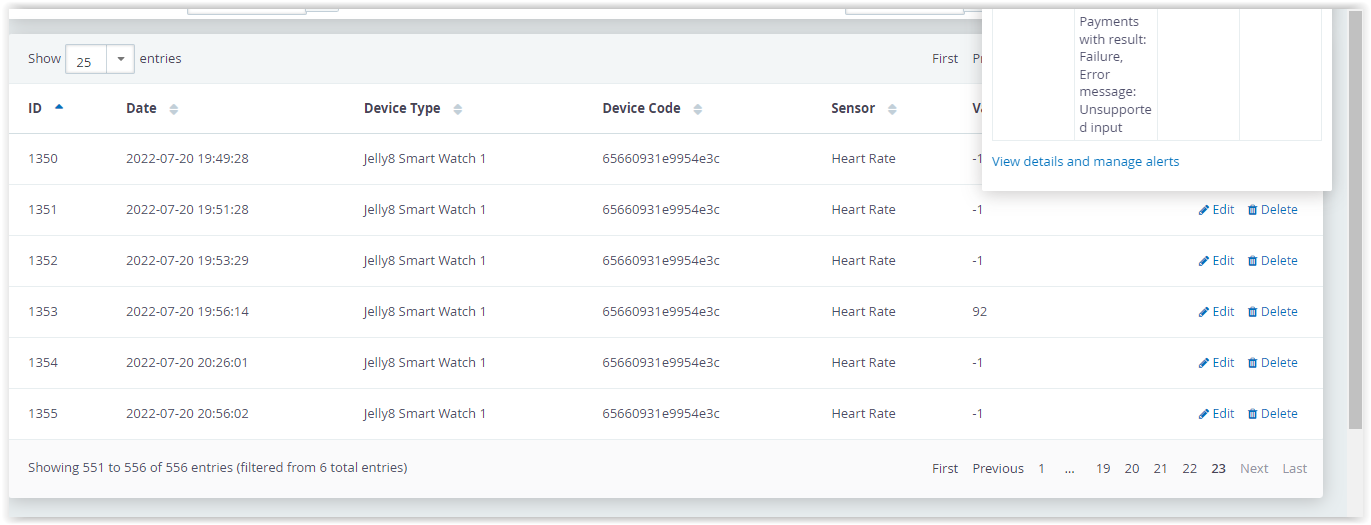 Payments
with result:
Failure,
Error
message:
Unsupporte
d input
View details and manage alerts
Show 25 entries First
ID Date Device Type Device Code Sensor
1350 2022-07-20 19:49:28 Jelly8 Smart Watch 1 65660931e9954e3c Heart Rate -1
1351 2022-07-20 19:51:28 Jelly8 Smart Watch 1 65660931e9954e3c Heart Rate -1 Edit Delete
1352 2022-07-20 19:53:29 Jelly8 Smart Watch 1 65660931e9954e3c Heart Rate -1 Edit Delete
1353 2022-07-20 19:56:14 Jelly8 Smart Watch 1 65660931e9954e3c Heart Rate 92 Edit Delete
1354 2022-07-20 20:26:01 Jelly8 Smart Watch 1 65660931e9954e3c Heart Rate -1 Edit Delete
1355 2022-07-20 20:56:02 Jelly8 Smart Watch 1 65660931e9954e3c Heart Rate -1 Edit Delete
Showing 551 to 556 of 556 entries (filtered from 6 total entries) First Previous 1 ... 19 20 21 22 23 Next Last